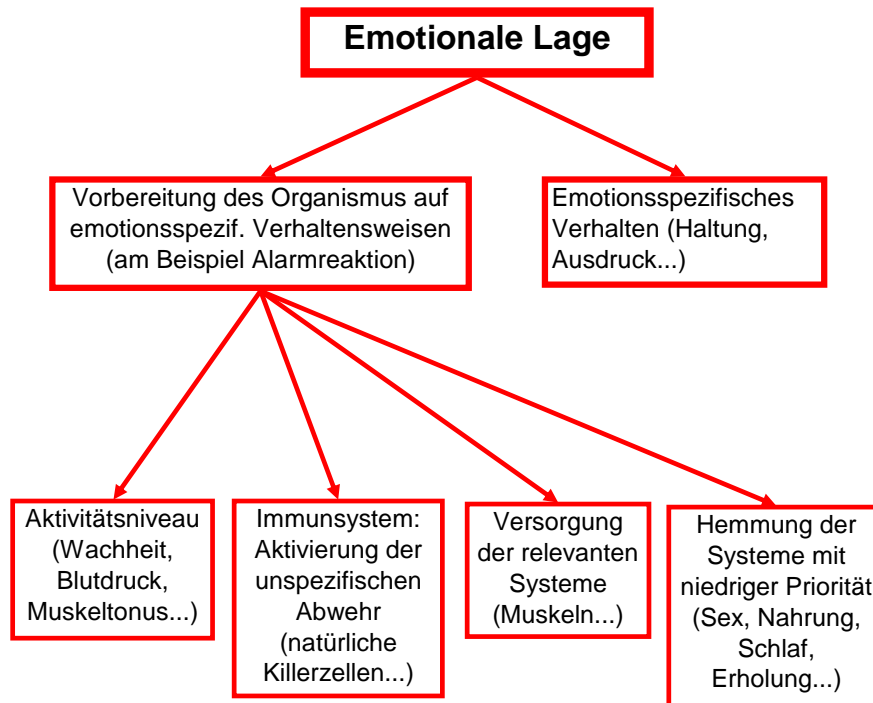 Emotionale Lage
Vorbereitung des Organismus auf
emotionsspezif. Verhaltensweisen
(am Beispiel Alarmreaktion)
Emotionsspezifisches
Verhalten (Haltung,
Ausdruck...)
Aktivitätsniveau
(Wachheit,
Blutdruck,
Muskeltonus...)
Immunsystem:
Aktivierung der
unspezifischen
Abwehr
(natürliche
Killerzellen...)
Versorgung
der relevanten
Systeme
(Muskeln...)
Hemmung der
Systeme mit
niedriger Priorität
(Sex, Nahrung,
Schlaf,
Erholung...)